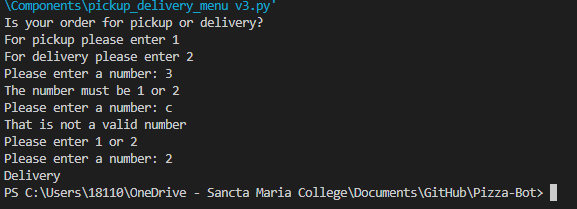 \Components\pickup_delivery_menu v3.py'
Is your order for pickup or delivery?
For pickup please enter 1
For delivery please enter 2
Please enter a number: 3
The number must be 1 or 2
Please enter a number: c
That is not a valid number
Please enter 1 or 2
Please enter a number: 2
Delivery
PS C:\Users\18110\OneDrive - Sancta Maria College\Documents\GitHub\Pizza-Bot>